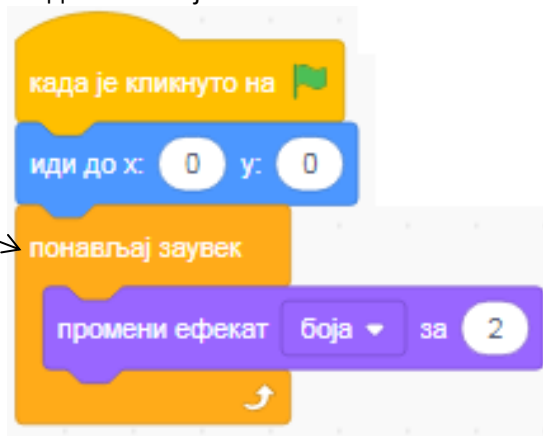 када је кликнуто на
иди до x: 0 y: 0
понављај заувек
промени ефекат боја за 2